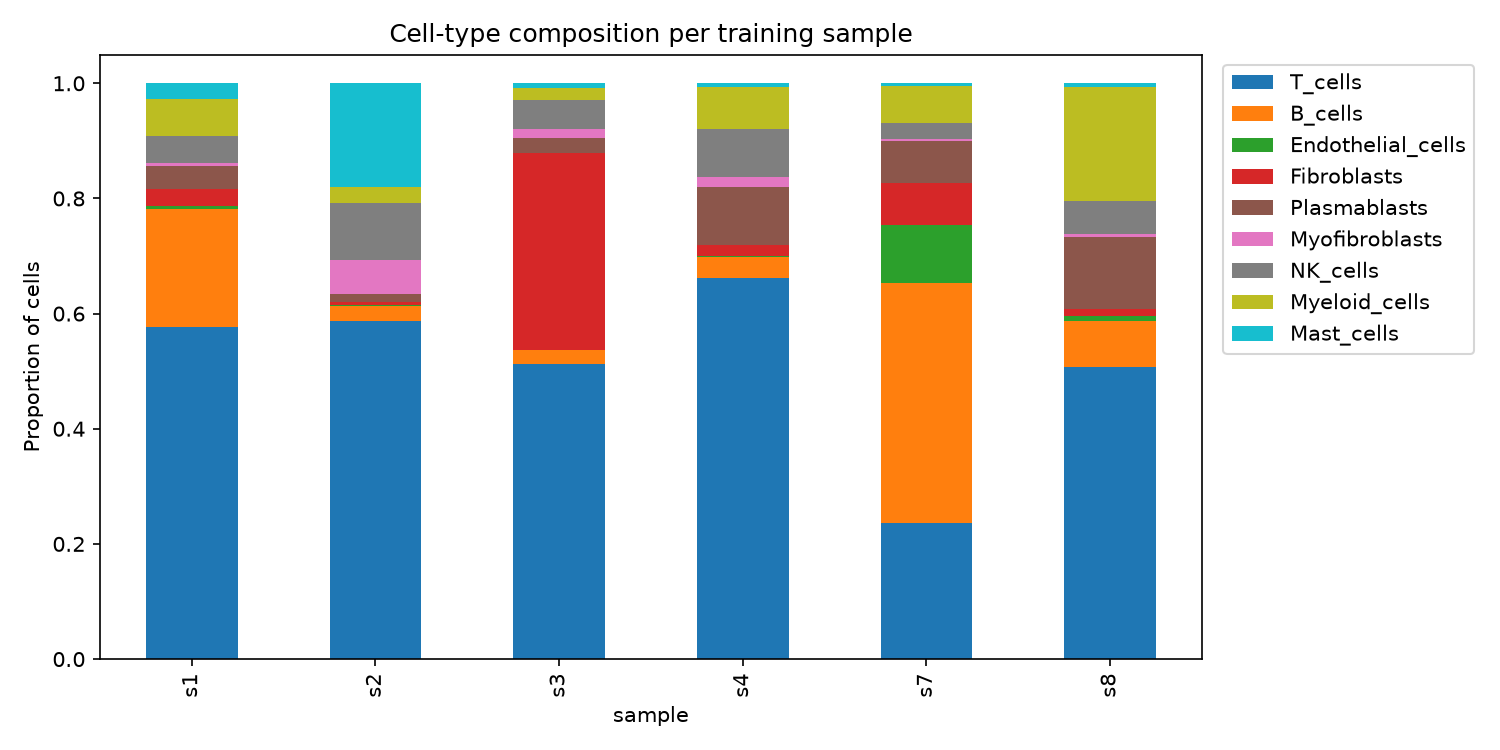 Cell-type composition per training sample
1.0
0.8
0.6
0.4
0.2
0.0
Proportion of cells
s1
s2
s3
s4
s7
s8
sample
T_cells
B_cells
Endothelial_cells
Fibroblasts
Plasmablasts
Myofibroblasts
NK_cells
Myeloid_cells
Mast_cells